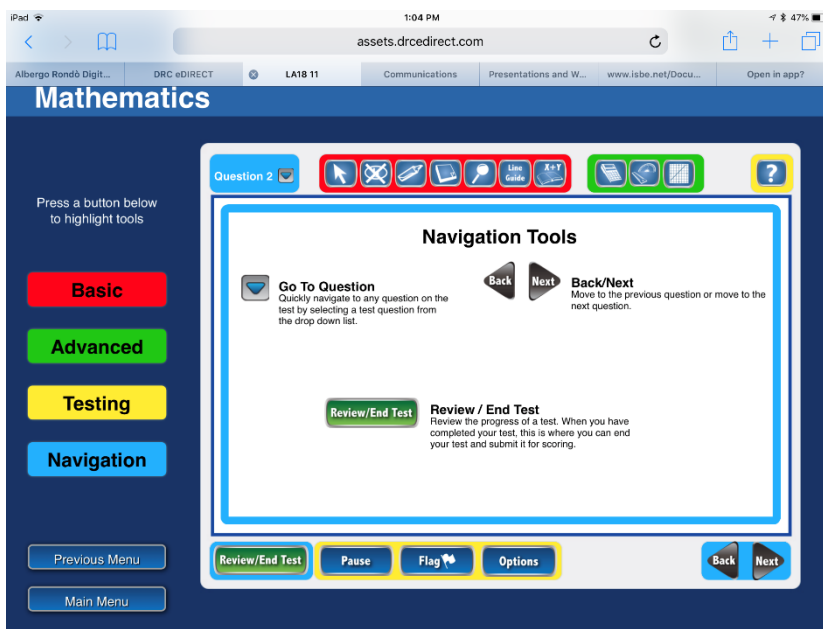 iPad 1:04 PM 47%
assets.drcedirect.com
Albergo Rondò Digit... DRC eDIRECT LA18 11 Communications Presentations and W... www.isbe.net/Docu... Open in app?
Mathematics
Question 2 Line Guide X+Y ?
Press a button below
to highlight tools
Basic
Advanced
Testing
Navigation
Previous Menu
Main Menu
Navigation Tools
Go To Question
Quickly navigate to any question on the
test by selecting a test question from
the drop down list.
Back Next
Back/Next
Move to the previous question or move to the
next question.
Review/End Test
Review / End Test
Review the progress of a test. When you have
completed your test, this is where you can end
your test and submit it for scoring.
Review/End Test Pause Flag Options Back Next